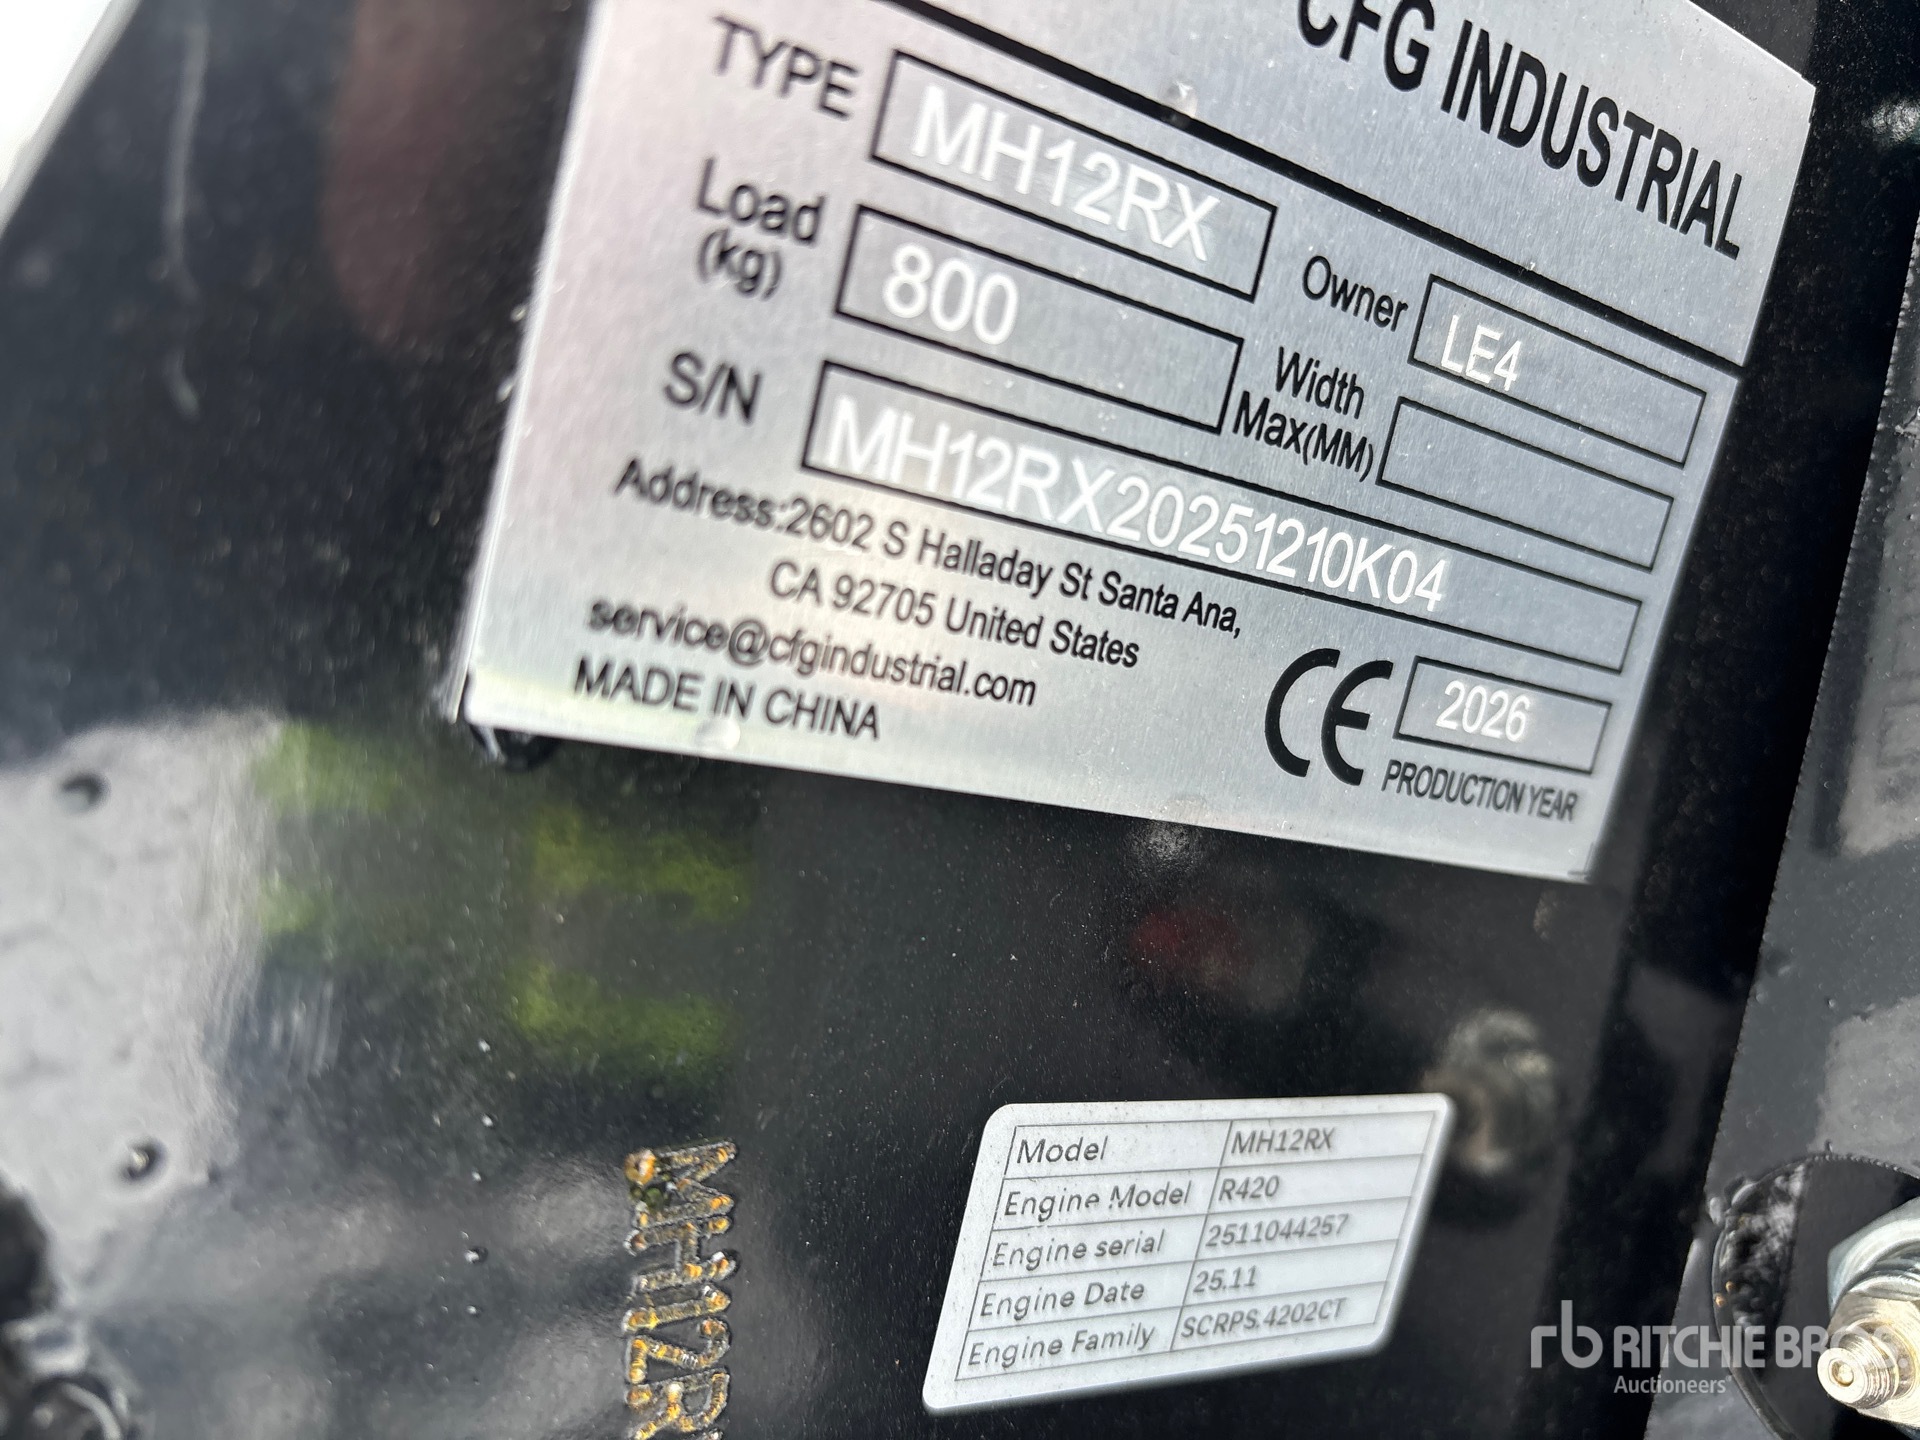 CFG INDUSTRIAL
TYPE MH12RX Owner LE4
Load (kg) 800 Width Max(MM)
S/N MH12RX20251210K04
Address:2602 S Halladay St Santa Ana,
CA 92705 United States
service@cfgindustrial.com
MADE IN CHINA
CE 2026
PRODUCTION YEAR
Model MH12RX
Engine Model R420
Engine serial 2511044257
Engine Date 25.11
Engine Family SCRPS.4202CT
MH12R
rb RITCHIE BROS.
Auctioneers